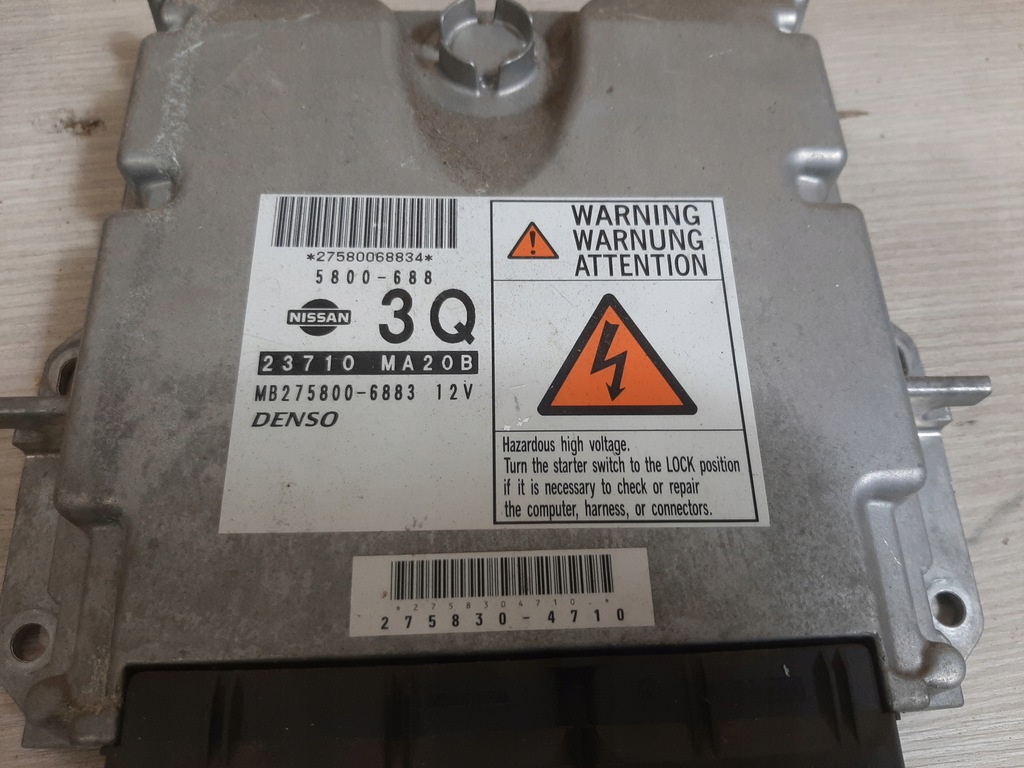 *27580068834*
5800-688
NISSAN
3Q
23710 MA20B
MB275800-6883 12V
DENSO
WARNING
WARNUNG
ATTENTION
Hazardous high voltage.
Turn the starter switch to the LOCK position
if it is necessary to check or repair
the computer, harness, or connectors.
*2758304710.*
275830-4710